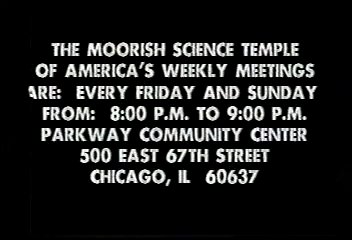 THE MOORISH SCIENCE TEMPLE
OF AMERICA'S WEEKLY MEETINGS
ARE: EVERY FRIDAY AND SUNDAY
FROM: 8:00 P.M. TO 9:00 P.M.
PARKWAY COMMUNITY CENTER
500 EAST 67TH STREET
CHICAGO, IL 60637